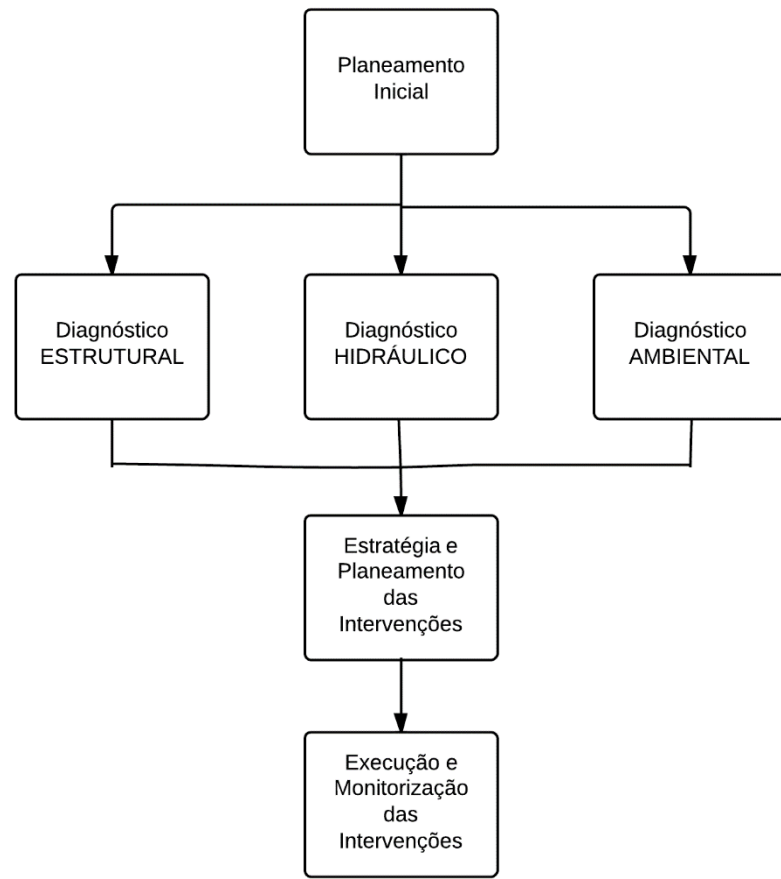 Planeamento
Inicial
Diagnóstico
ESTRUTURAL
Diagnóstico
HIDRÁULICO
Diagnóstico
AMBIENTAL
Estratégia e
Planeamento
das
Intervenções
Execução e
Monitorização
das
Intervenções